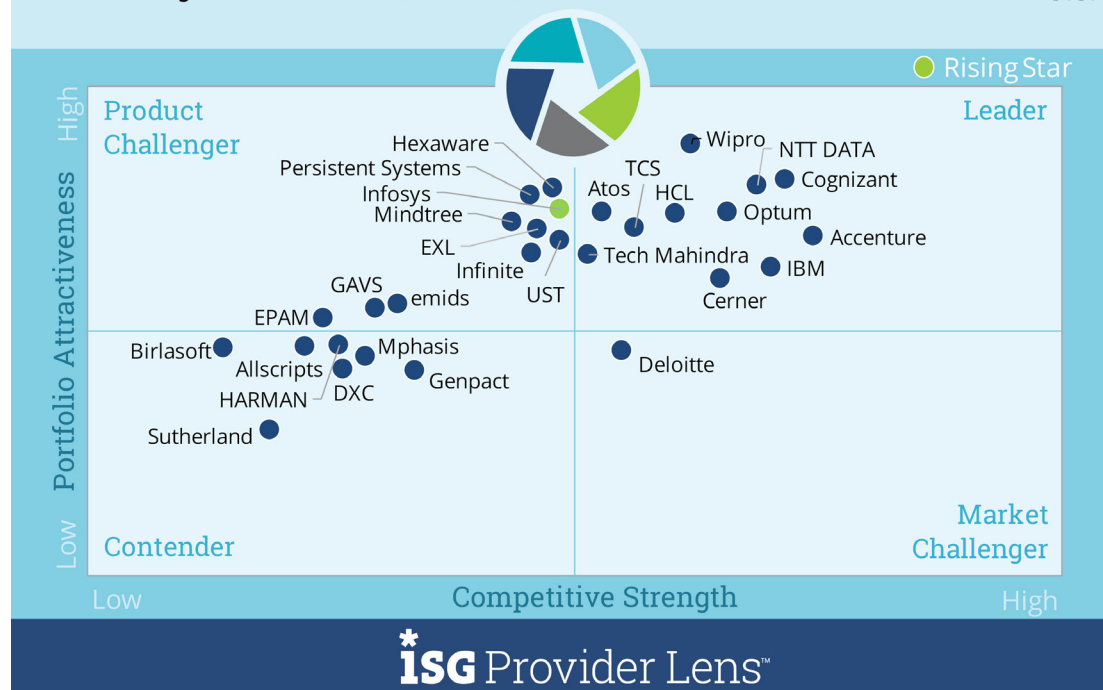 Rising Star
High
Product
Challenger
Leader
Hexaware
Wipro
NTT DATA
Persistent Systems
TCS
Cognizant
Infosys
Atos
HCL
Mindtree
Optum
EXL
Accenture
Tech Mahindra
Infinite
IBM
UST
Cerner
GAVS
emids
EPAM
Portfolio Attractiveness
Birlasoft
Mphasis
Allscripts
Deloitte
Genpact
HARMAN
DXC
Sutherland
Market
Challenger
Contender
Low
Low
Competitive Strength
High
iSG Provider Lens™